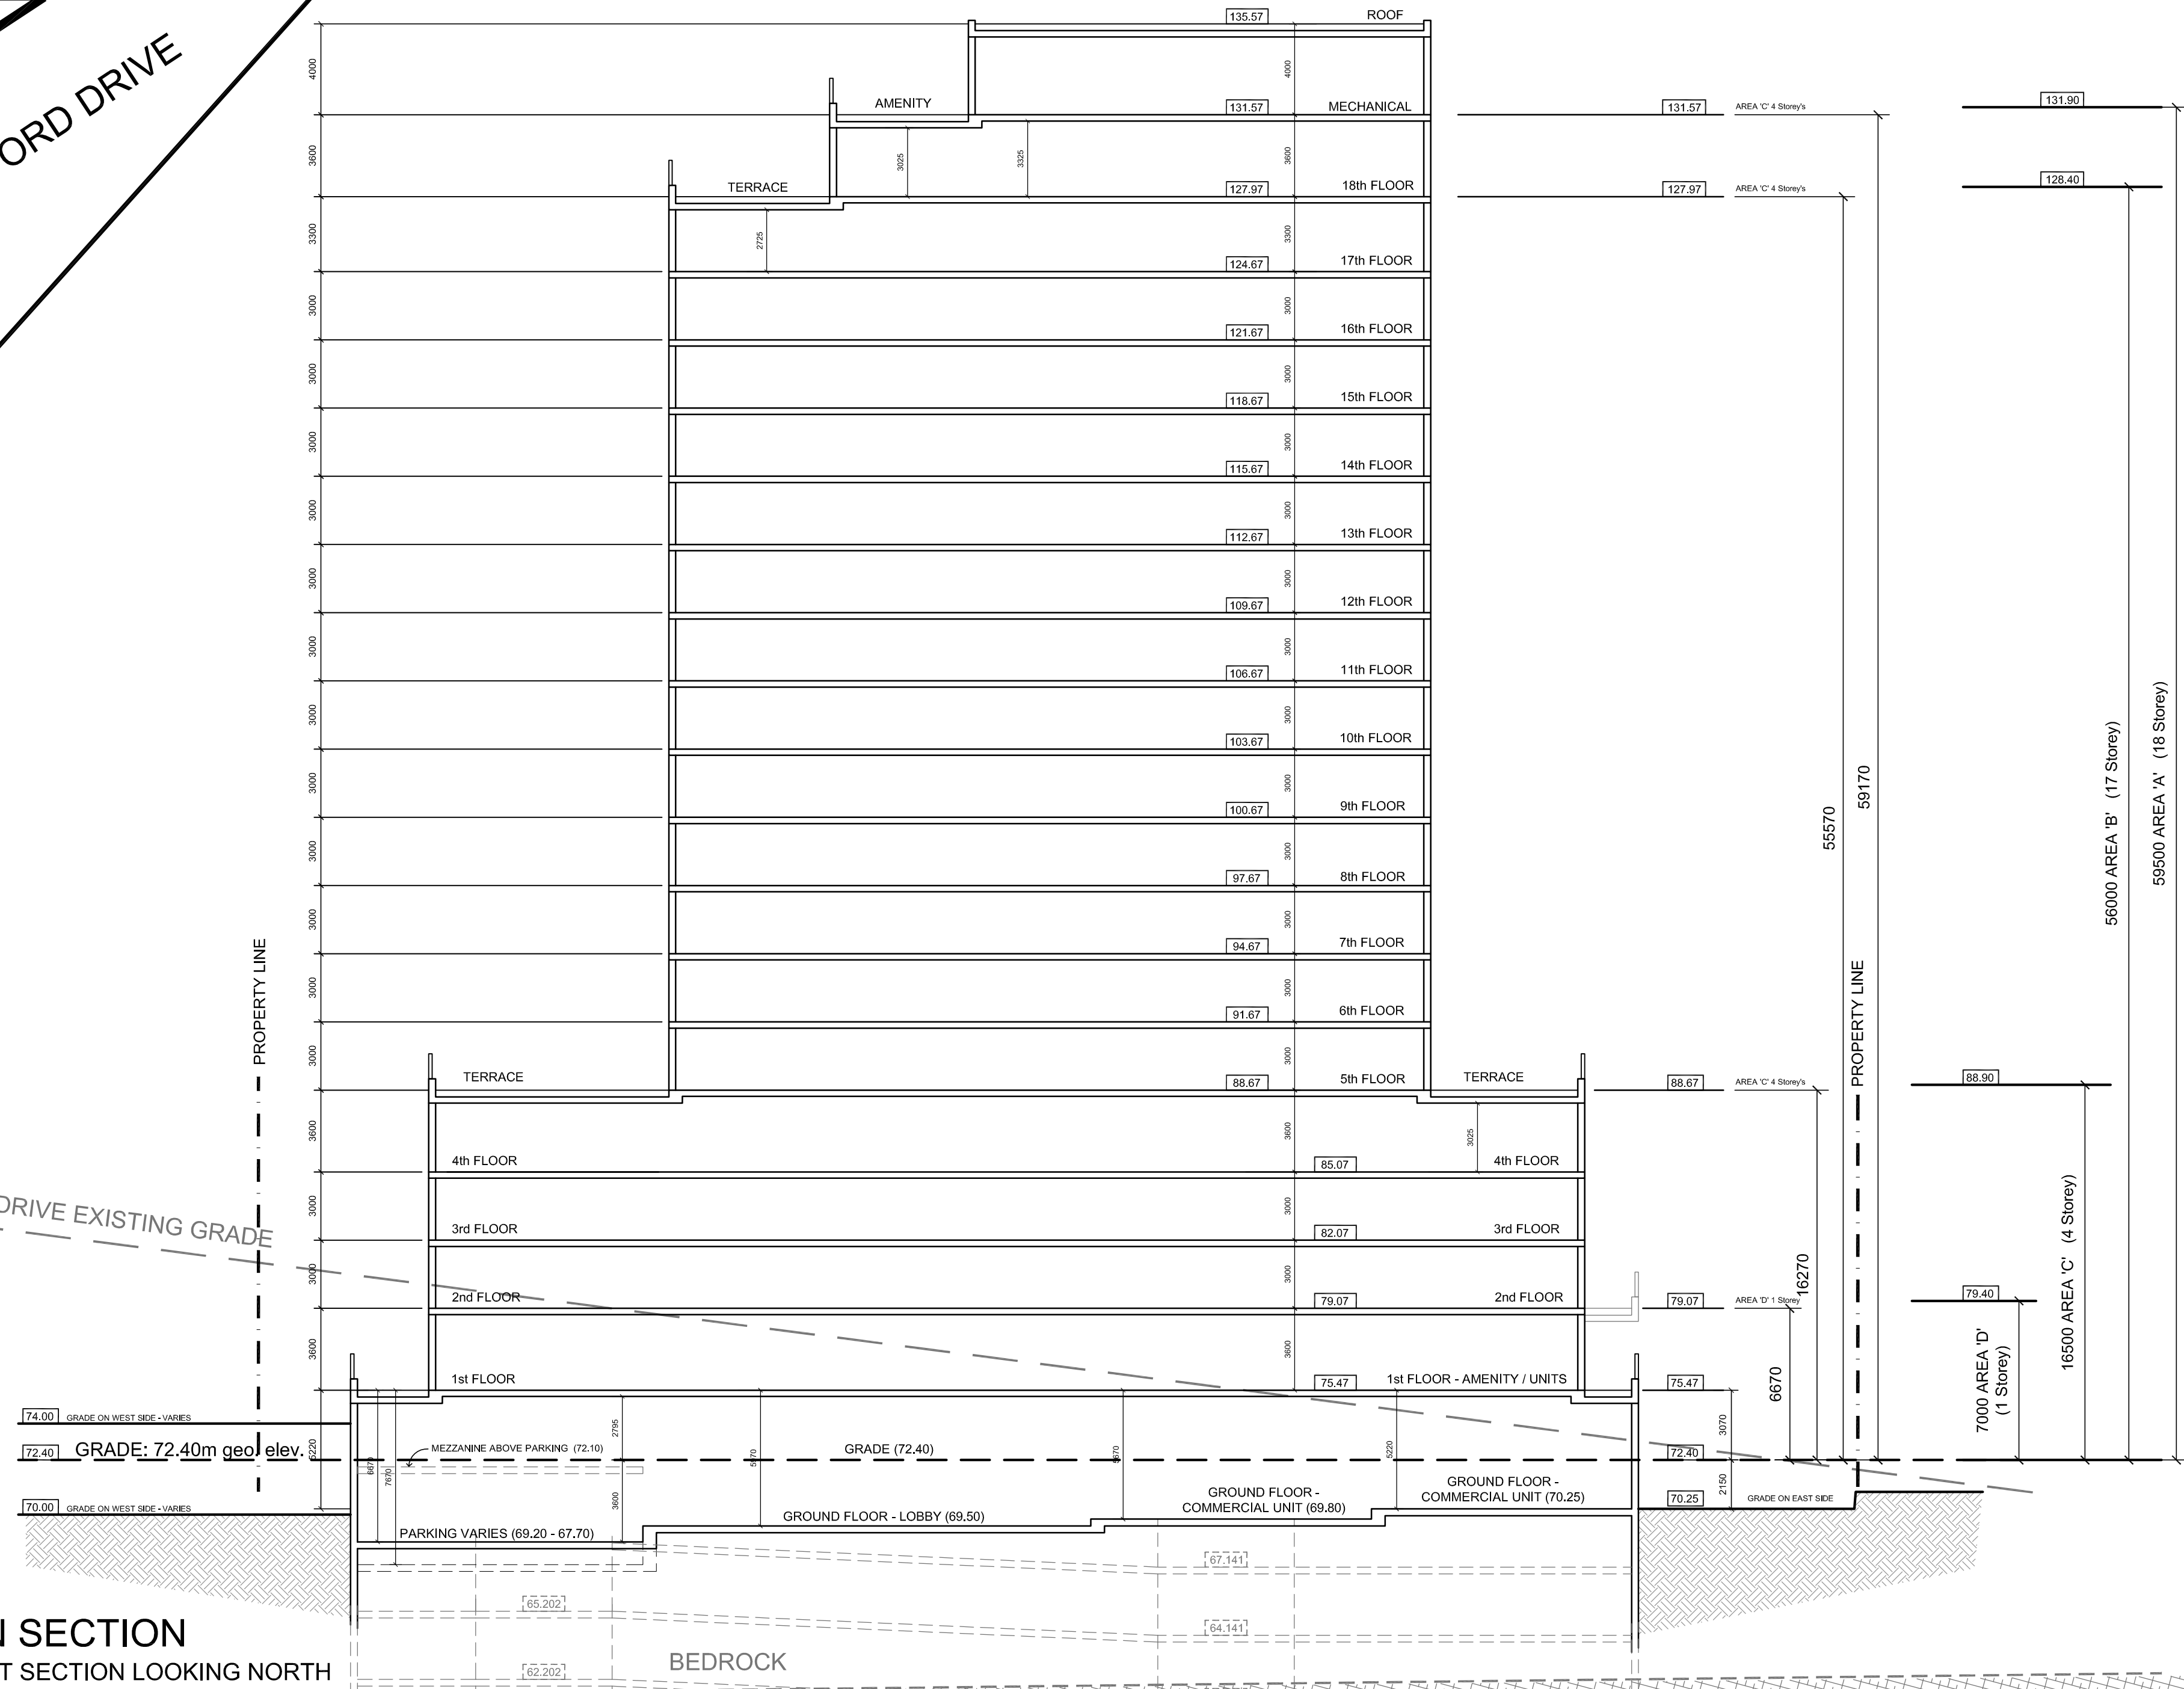 ORD DRIVE
135.57 ROOF
4000 4000
AMENITY 131.57 MECHANICAL 131.57 AREA 'C' 4 Storey's 131.90
3600 3025 3325 3600
TERRACE 127.97 18th FLOOR 127.97 AREA 'C' 4 Storey's 128.40
3300 2725 3300
124.67 17th FLOOR
3000 3000
121.67 16th FLOOR
3000 3000
118.67 15th FLOOR
3000 3000
115.67 14th FLOOR
3000 3000
112.67 13th FLOOR
3000 3000
109.67 12th FLOOR
3000 3000
106.67 11th FLOOR
3000 3000
103.67 10th FLOOR
3000 3000
100.67 9th FLOOR
3000 3000
97.67 8th FLOOR
3000 3000
94.67 7th FLOOR
3000 3000
91.67 6th FLOOR
3000 3000
TERRACE 88.67 5th FLOOR TERRACE 88.67 AREA 'C' 4 Storey's 88.90
3600 3600 3025
4th FLOOR 85.07 4th FLOOR
3000 3000
3rd FLOOR 82.07 3rd FLOOR
3000 3000
2nd FLOOR 79.07 2nd FLOOR 79.07 AREA 'D' 1 Storey 79.40
3600 3600
1st FLOOR 75.47 1st FLOOR - AMENITY / UNITS 75.47
PROPERTY LINE
PROPERTY LINE
55570
59170
16270
6670
56000 AREA 'B' (17 Storey)
59500 AREA 'A' (18 Storey)
16500 AREA 'C' (4 Storey)
7000 AREA 'D'
(1 Storey)
DRIVE EXISTING GRADE
74.00 GRADE ON WEST SIDE - VARIES
72.40 GRADE: 72.40m geo. elev.
5220 6670 7670 2795 5970 5670 5220 3070
MEZZANINE ABOVE PARKING (72.10)
GRADE (72.40)
72.40
3600 2150
70.00 GRADE ON WEST SIDE - VARIES
PARKING VARIES (69.20 - 67.70)
GROUND FLOOR - LOBBY (69.50)
GROUND FLOOR -
COMMERCIAL UNIT (69.80)
GROUND FLOOR -
COMMERCIAL UNIT (70.25)
70.25 GRADE ON EAST SIDE
67.141
65.202
64.141
62.202
BEDROCK
N SECTION
T SECTION LOOKING NORTH